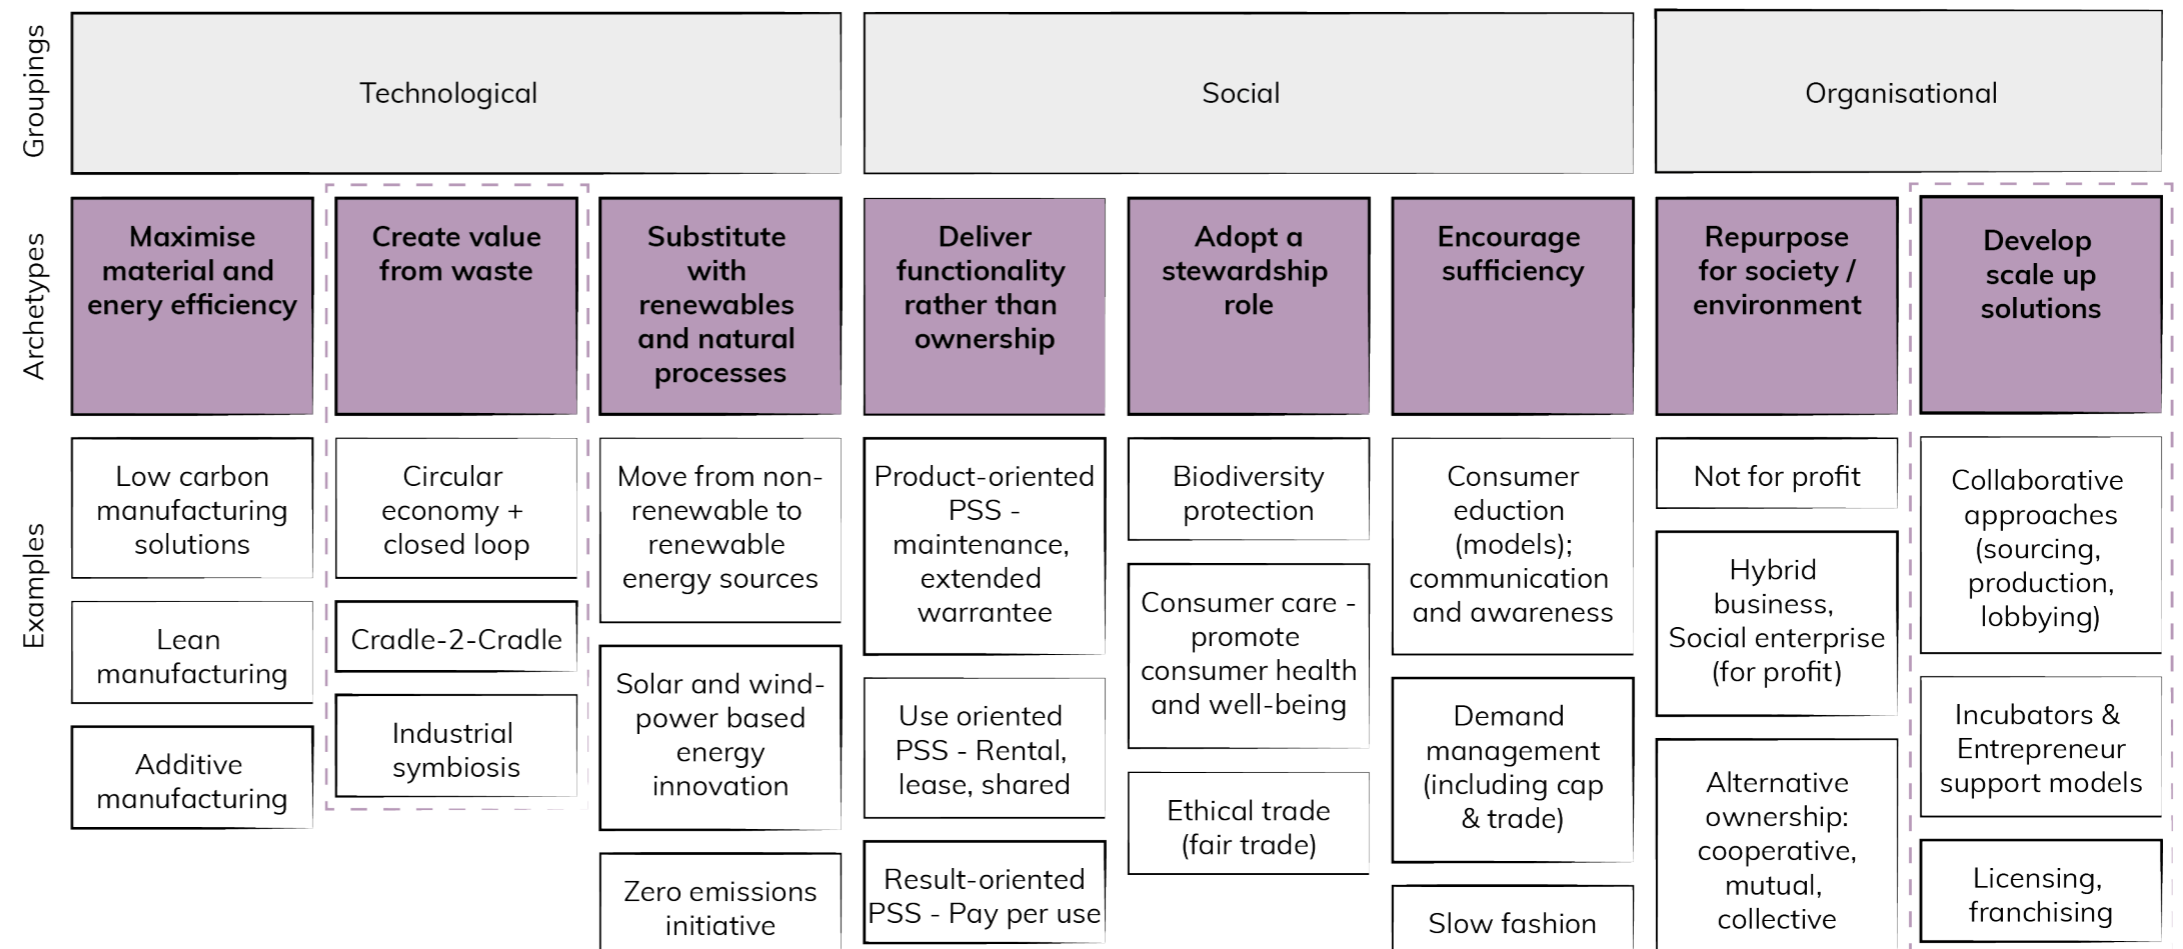 Groupings
Technological
Social
Organisational
Archetypes
Maximise
material and
enery efficiency
Create value
from waste
Substitute
with
renewables
and natural
processes
Deliver
functionality
rather than
ownership
Adopt a
stewardship
role
Encourage
sufficiency
Repurpose
for society /
environment
Develop
scale up
solutions
Examples
Low carbon
manufacturing
solutions
Lean
manufacturing
Additive
manufacturing
Circular
economy +
closed loop
Cradle-2-Cradle
Industrial
symbiosis
Move from non-
renewable to
renewable
energy sources
Solar and wind-
power based
energy
innovation
Zero emissions
initiative
Product-oriented
PSS -
maintenance,
extended
warrantee
Use oriented
PSS - Rental,
lease, shared
Result-oriented
PSS - Pay per use
Biodiversity
protection
Consumer care -
promote
consumer health
and well-being
Ethical trade
(fair trade)
Consumer
eduction
(models);
communication
and awareness
Demand
management
(including cap
& trade)
Slow fashion
Not for profit
Hybrid
business,
Social enterprise
(for profit)
Alternative
ownership:
cooperative,
mutual,
collective
Collaborative
approaches
(sourcing,
production,
lobbying)
Incubators &
Entrepreneur
support models
Licensing,
franchising